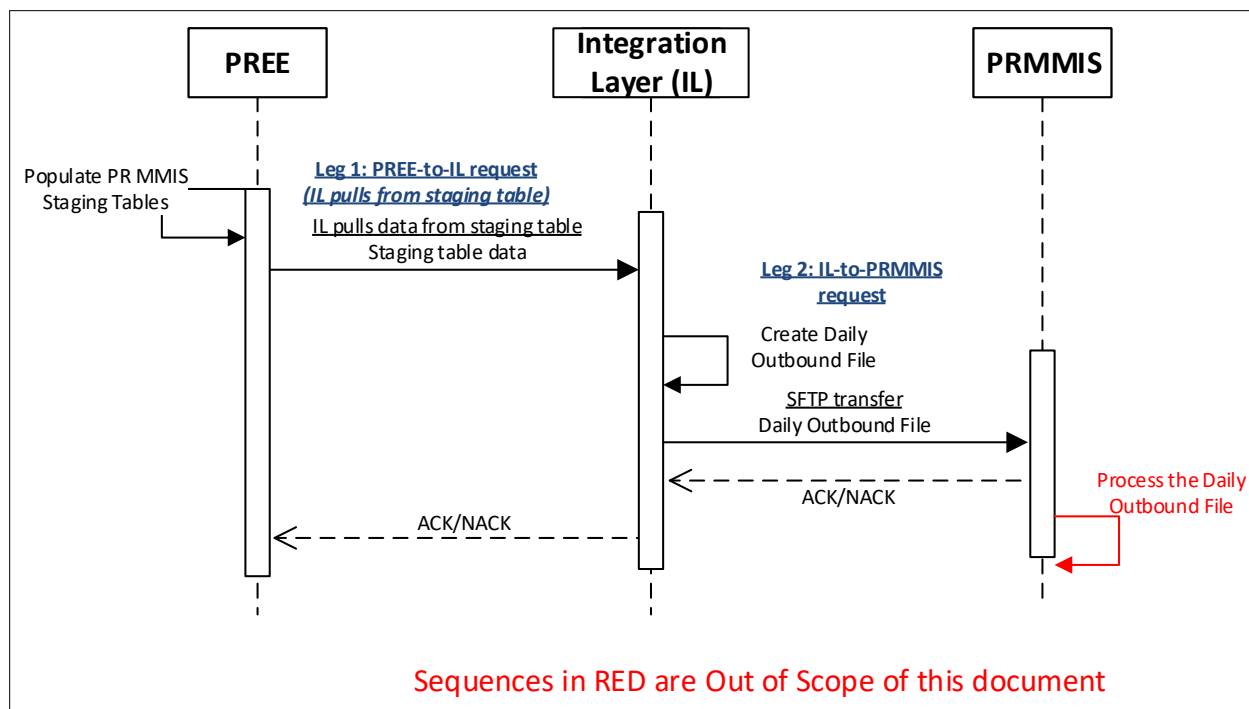 PREE
Integration
Layer (IL)
PRMMIS
Populate PR MMIS
Staging Tables
Leg 1: PREE-to-IL request
(IL pulls from staging table)
IL pulls data from staging table
Staging table data
Leg 2: IL-to-PRMMIS
request
Create Daily
Outbound File
SFTP transfer
Daily Outbound File
ACK/NACK
Process the Daily
Outbound File
ACK/NACK
Sequences in RED are Out of Scope of this document